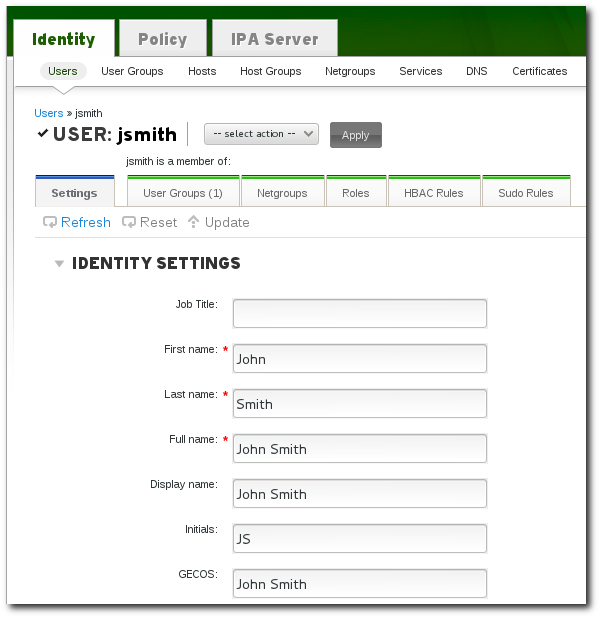 Identity Policy IPA Server
Users User Groups Hosts Host Groups Netgroups Services DNS Certificates
Users » jsmith
USER: jsmith -- select action -- Apply
jsmith is a member of:
Settings User Groups (1) Netgroups Roles HBAC Rules Sudo Rules
Refresh Reset Update
IDENTITY SETTINGS
Job Title:
First name: * John
Last name: * Smith
Full name: * John Smith
Display name: John Smith
Initials: JS
GECOS: John Smith